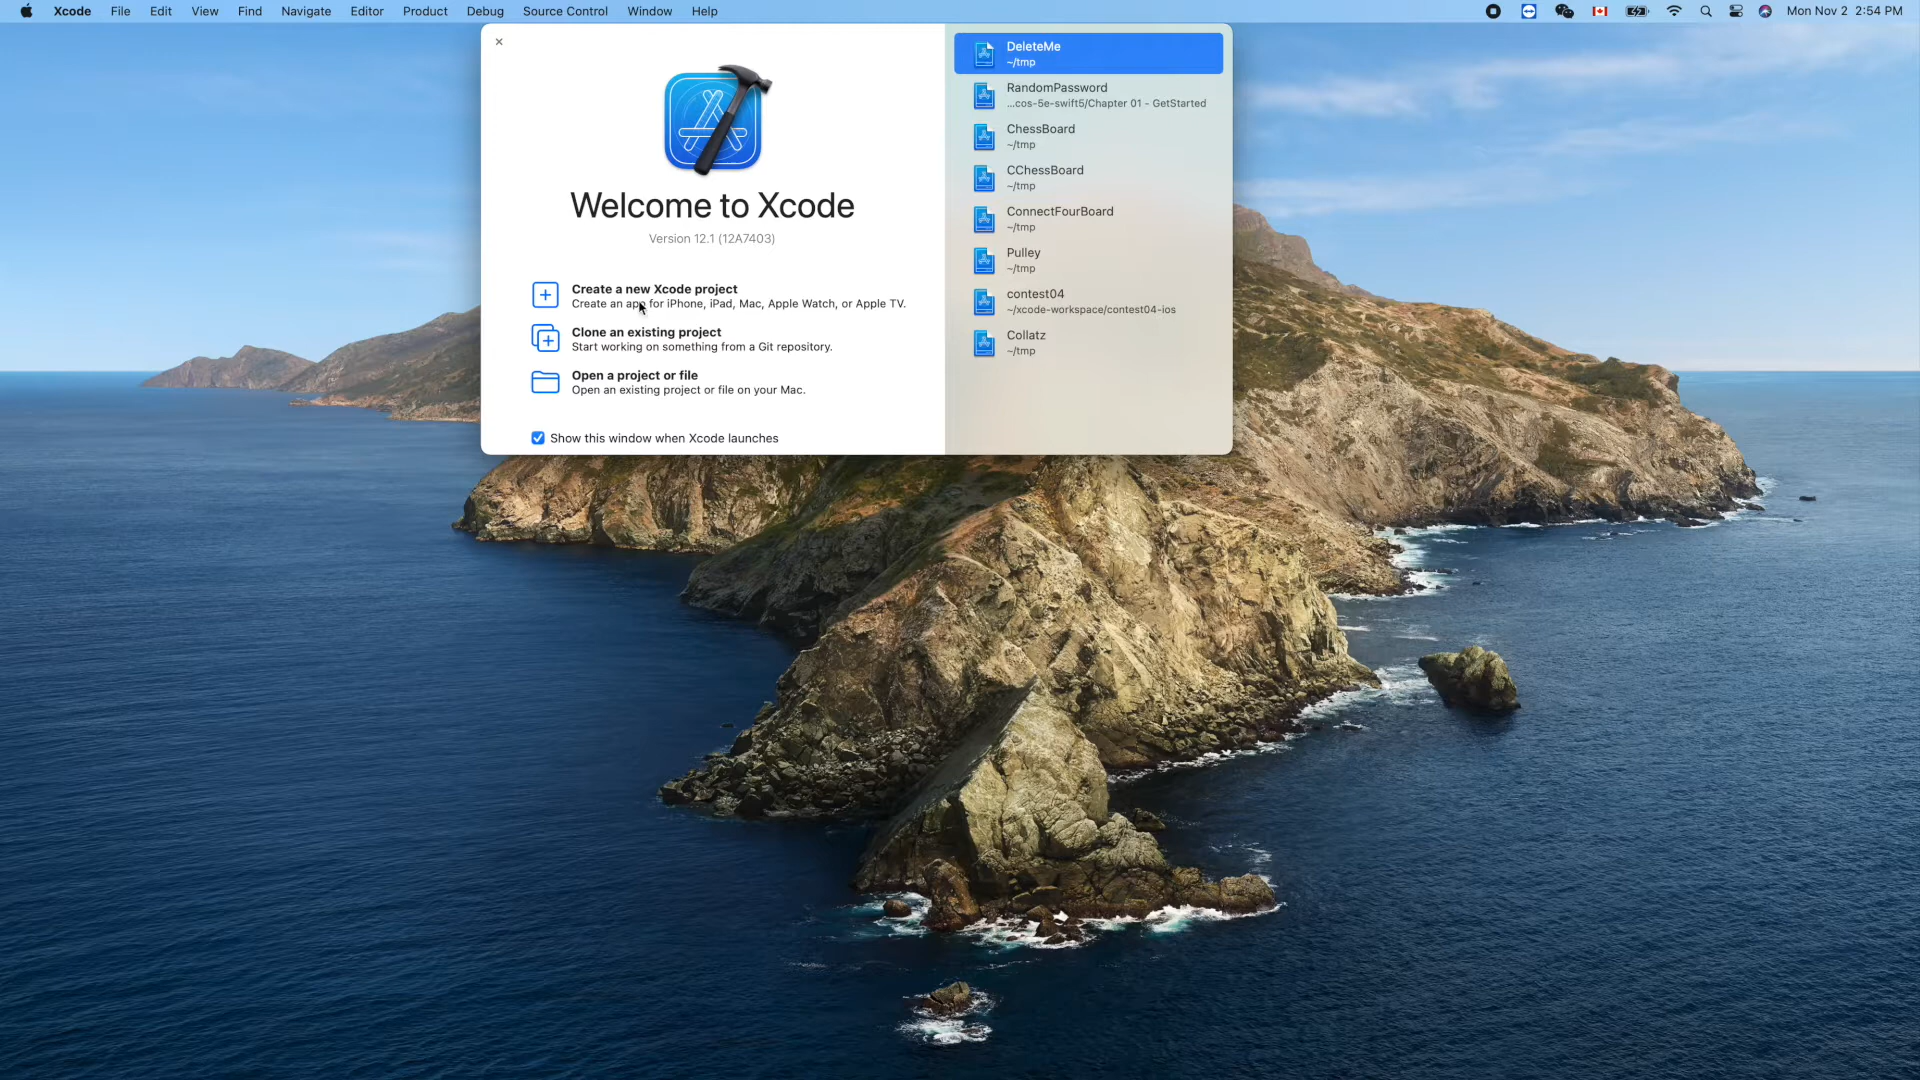 Xcode File Edit View Find Navigate Editor Product Debug Source Control Window Help
Mon Nov 2 2:54 PM
Welcome to Xcode
Version 12.1 (12A7403)
Create a new Xcode project
Create an app for iPhone, iPad, Mac, Apple Watch, or Apple TV.
Clone an existing project
Start working on something from a Git repository.
Open a project or file
Open an existing project or file on your Mac.
Show this window when Xcode launches
DeleteMe
~/tmp
RandomPassword
...cos-5e-swift5/Chapter 01 - GetStarted
ChessBoard
~/tmp
CChessBoard
~/tmp
ConnectFourBoard
~/tmp
Pulley
~/tmp
contest04
~/xcode-workspace/contest04-ios
Collatz
~/tmp